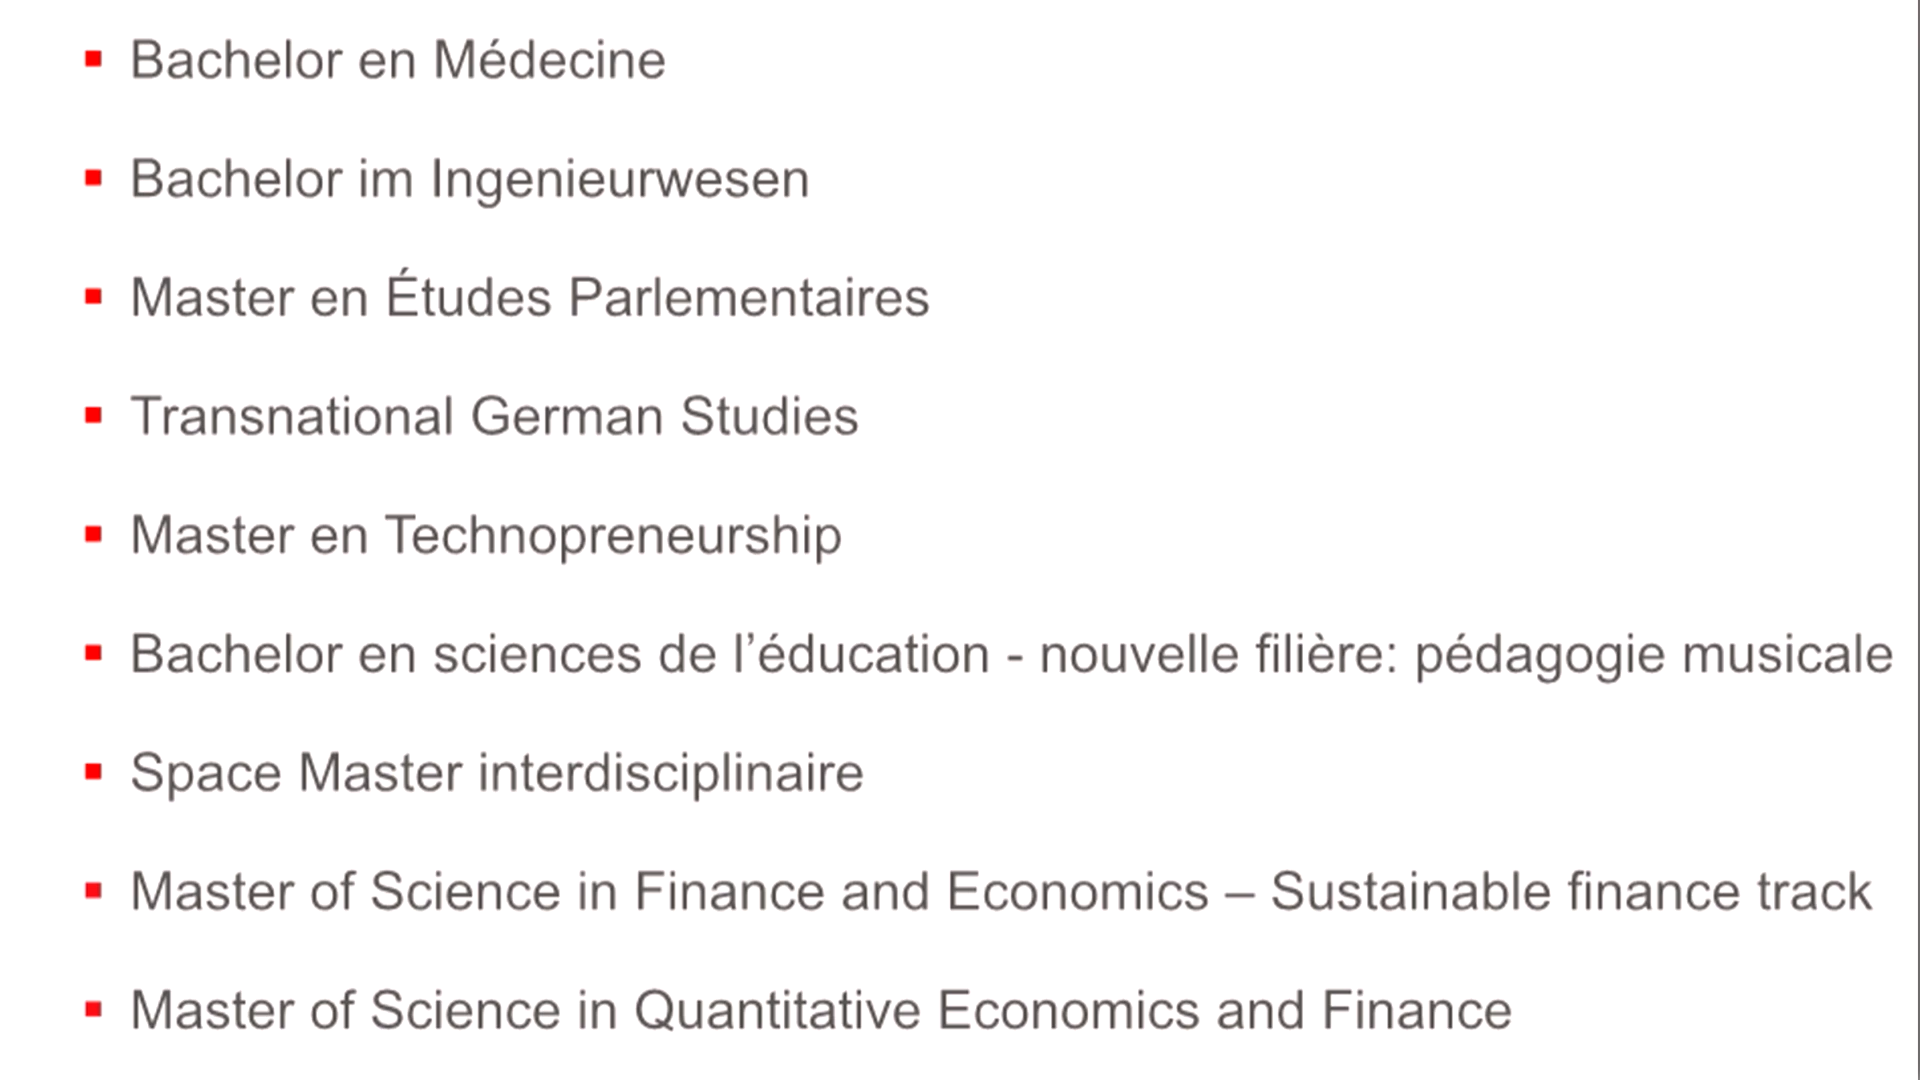 Bachelor en Médecine
Bachelor im Ingenieurwesen
Master en Études Parlementaires
Transnational German Studies
Master en Technopreneurship
Bachelor en sciences de l’éducation - nouvelle filière: pédagogie musicale
Space Master interdisciplinaire
Master of Science in Finance and Economics – Sustainable finance track
Master of Science in Quantitative Economics and Finance